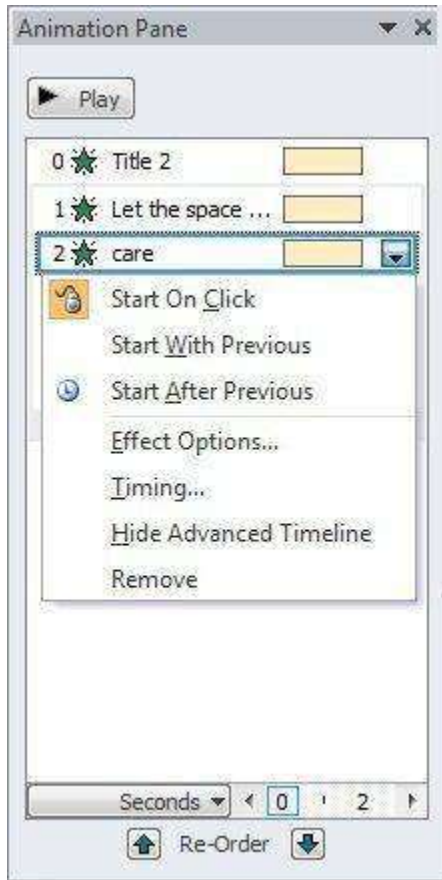 Animation Pane
Play
0 Title 2
1 Let the space ...
2 care
Start On Click
Start With Previous
Start After Previous
Effect Options...
Timing...
Hide Advanced Timeline
Remove
Seconds 0 2
Re-Order